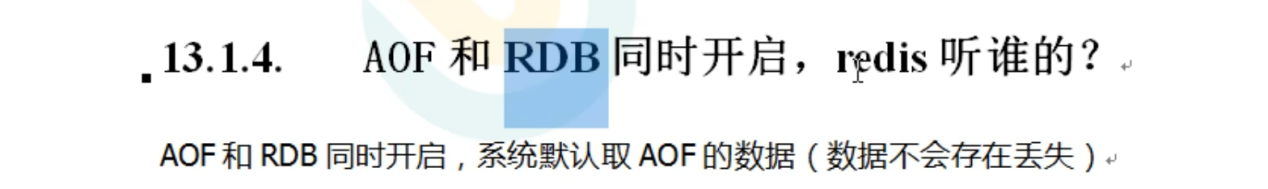 13.1.4. AOF 和 RDB 同时开启，redis 听谁的？
AOF 和 RDB 同时开启，系统默认取 AOF 的数据（数据不会存在丢失）